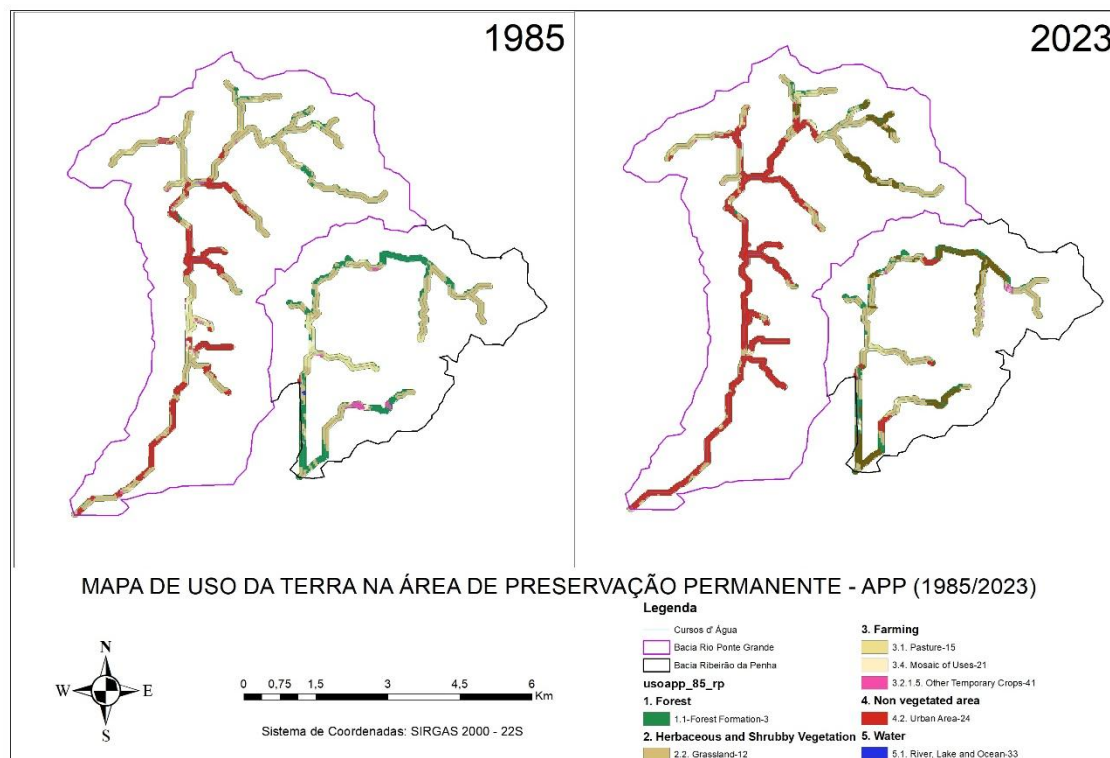 1985
2023
MAPA DE USO DA TERRA NA ÁREA DE PRESERVAÇÃO PERMANENTE - APP (1985/2023)
N
W
E
S
0 0,75 1,5 3 4,5 6
Km
Sistema de Coordenadas: SIRGAS 2000 - 22S
Legenda
Cursos d' Água
Bacia Rio Ponte Grande
Bacia Ribeirão da Penha
usoapp_85_rp
1. Forest
1.1-Forest Formation-3
2. Herbaceous and Shrubby Vegetation
2.2. Grassland-12
3. Farming
3.1. Pasture-15
3.4. Mosaic of Uses-21
3.2.1.5. Other Temporary Crops-41
4. Non vegetated area
4.2. Urban Area-24
5. Water
5.1. River, Lake and Ocean-33